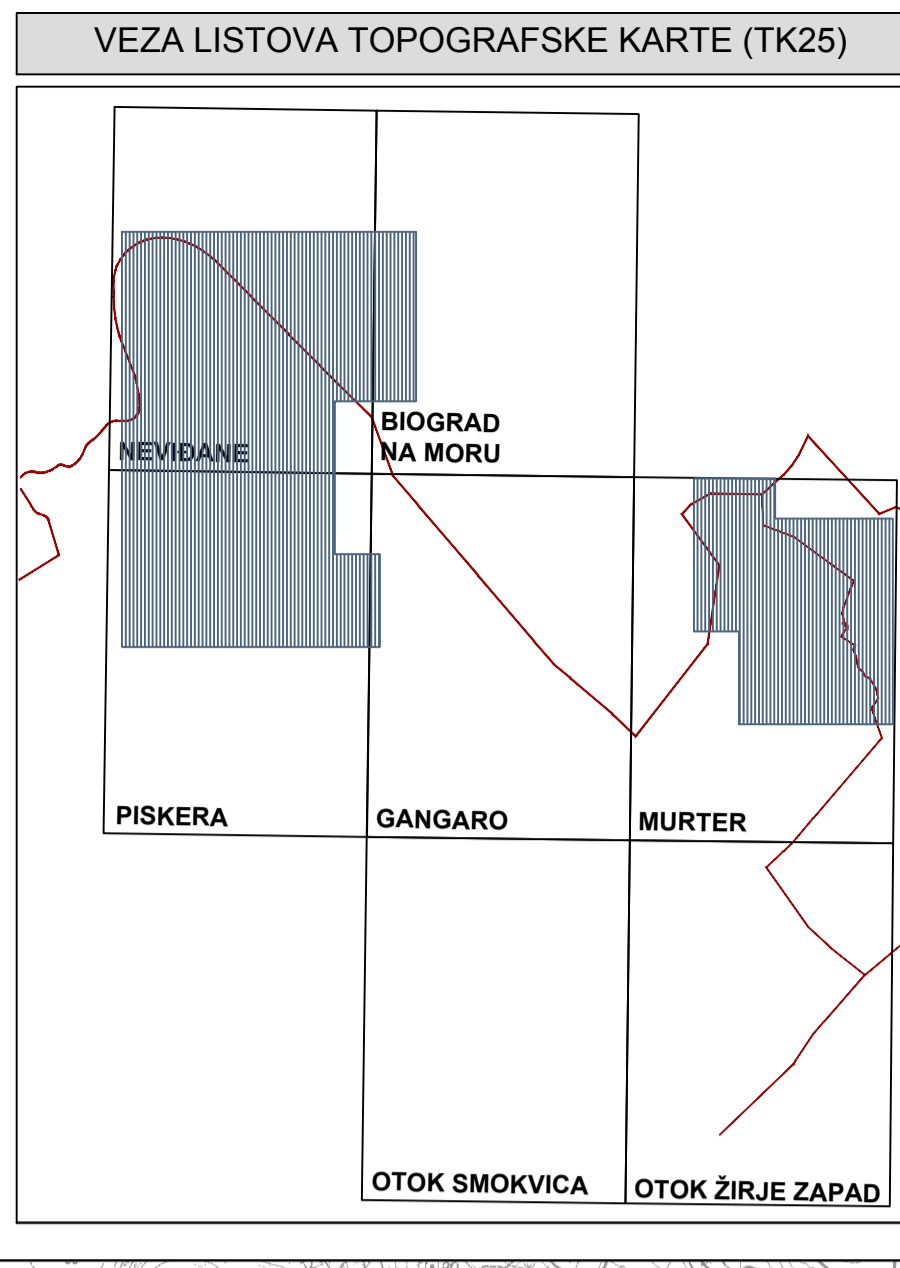 VEZA LISTOVA TOPOGRAFSKE KARTE (TK25)
BIOGRAD
NA MORU
NEVIĐANE
PISKERA
GANGARO
MURTER
OTOK SMOKVICA
OTOK ŽIRJE ZAPAD